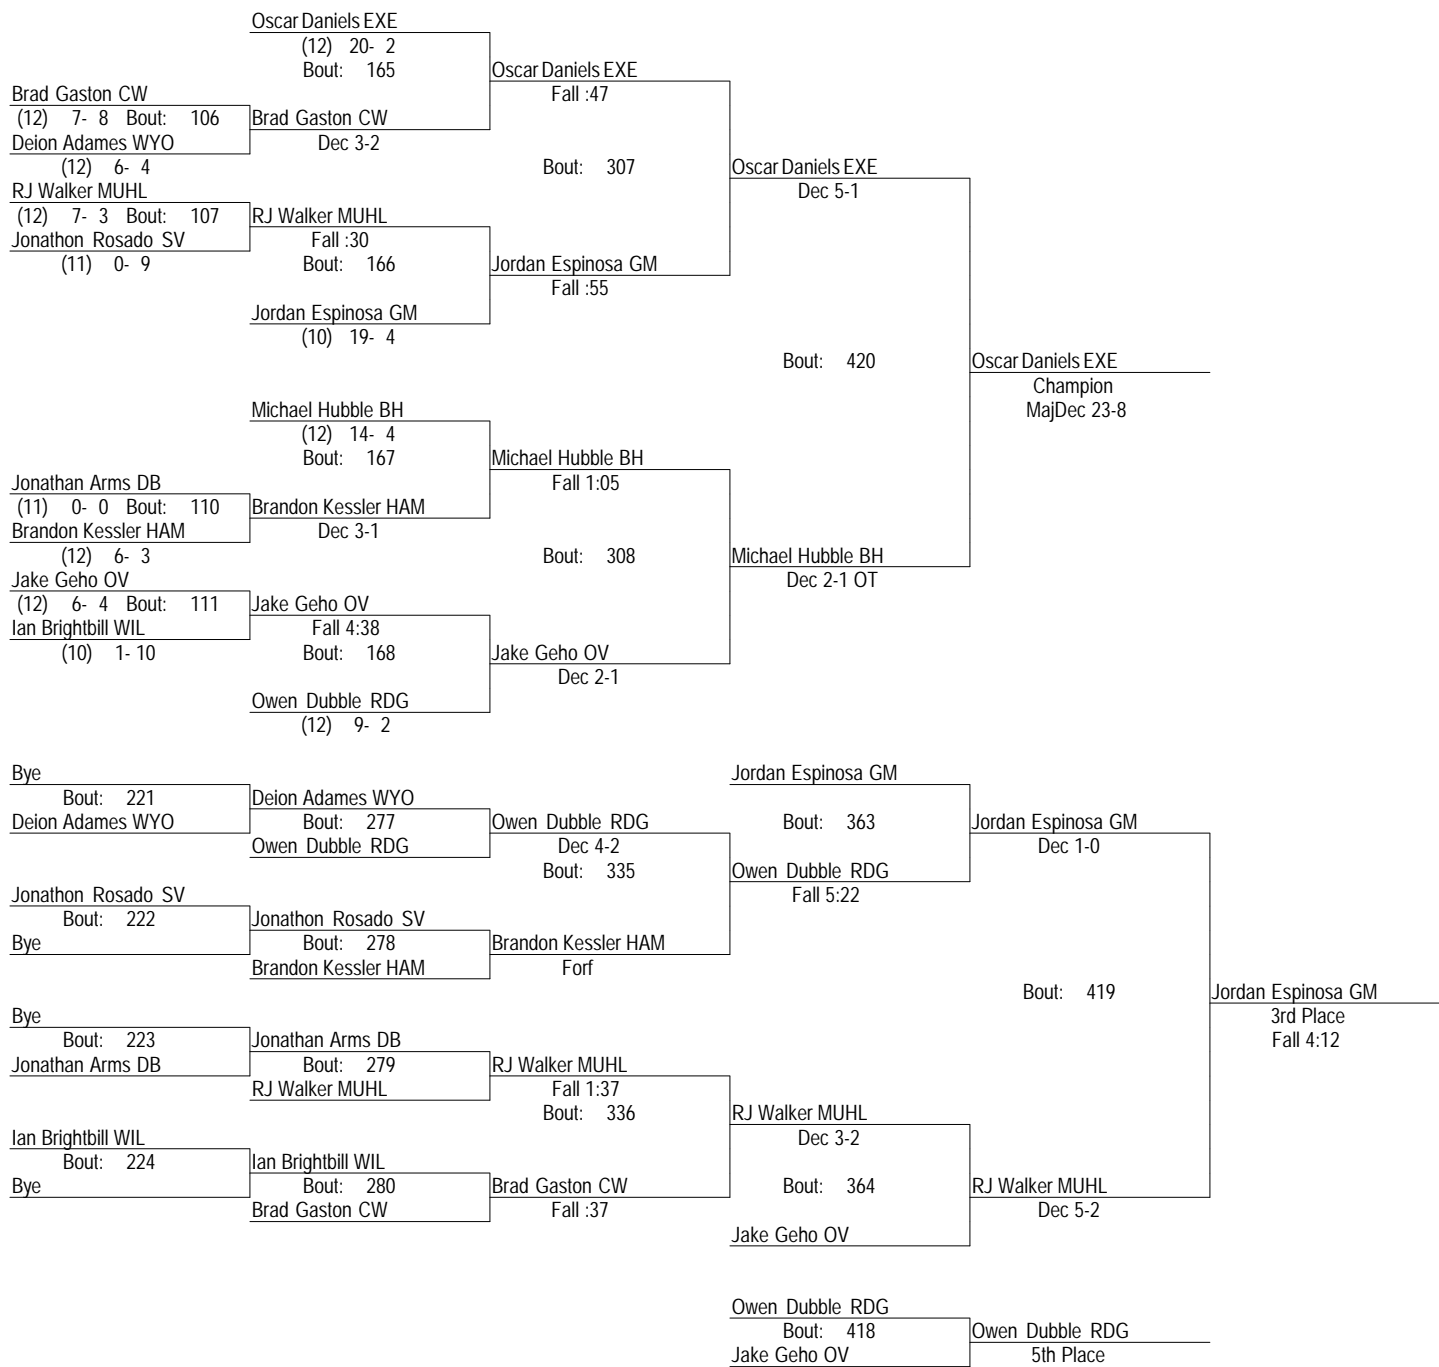 Oscar Daniels EXE
(12) 20- 2
Bout: 165
Oscar Daniels EXE
Fall :47
Brad Gaston CW
(12) 7- 8 Bout: 106
Brad Gaston CW
Dec 3-2
Deion Adames WYO
(12) 6- 4
Bout: 307
Oscar Daniels EXE
Dec 5-1
RJ Walker MUHL
(12) 7- 3 Bout: 107
RJ Walker MUHL
Fall :30
Jonathon Rosado SV
(11) 0- 9
Bout: 166
Jordan Espinosa GM
Fall :55
Jordan Espinosa GM
(10) 19- 4
Bout: 420
Oscar Daniels EXE
Champion
MajDec 23-8
Michael Hubble BH
(12) 14- 4
Bout: 167
Michael Hubble BH
Fall 1:05
Jonathan Arms DB
(11) 0- 0 Bout: 110
Brandon Kessler HAM
Dec 3-1
Brandon Kessler HAM
(12) 6- 3
Bout: 308
Michael Hubble BH
Dec 2-1 OT
Jake Geho OV
(12) 6- 4 Bout: 111
Jake Geho OV
Fall 4:38
Ian Brightbill WIL
(10) 1- 10
Bout: 168
Jake Geho OV
Dec 2-1
Owen Dubble RDG
(12) 9- 2
Bye
Bout: 221
Deion Adames WYO
Deion Adames WYO
Bout: 277
Owen Dubble RDG
Owen Dubble RDG
Dec 4-2
Bout: 335
Jordan Espinosa GM
Bout: 363
Jordan Espinosa GM
Dec 1-0
Owen Dubble RDG
Fall 5:22
Jonathon Rosado SV
Bout: 222
Bye
Jonathon Rosado SV
Bout: 278
Brandon Kessler HAM
Brandon Kessler HAM
Forf
Bout: 419
Jordan Espinosa GM
3rd Place
Fall 4:12
Bye
Bout: 223
Jonathan Arms DB
Jonathan Arms DB
Bout: 279
RJ Walker MUHL
RJ Walker MUHL
Fall 1:37
Bout: 336
RJ Walker MUHL
Dec 3-2
Ian Brightbill WIL
Bout: 224
Bye
Ian Brightbill WIL
Bout: 280
Brad Gaston CW
Brad Gaston CW
Fall :37
Bout: 364
RJ Walker MUHL
Dec 5-2
Jake Geho OV
Owen Dubble RDG
Bout: 418
Jake Geho OV
Owen Dubble RDG
5th Place